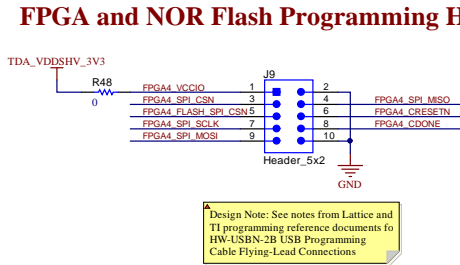 FPGA and NOR Flash Programming H
TDA_VDDSHV_3V3
R48
0
J9
FPGA4_VCCIO 1 2
FPGA4_SPI_CSN 3 4 FPGA4_SPI_MISO
FPGA4_FLASH_SPI_CSN 5 6 FPGA4_CRESETN
FPGA4_SPI_SCLK 7 8 FPGA4_CDONE
FPGA4_SPI_MOSI 9 10
Header_5x2
GND
Design Note: See notes from Lattice and
TI programming reference documents fo
HW-USBN-2B USB Programming
Cable Flying-Lead Connections